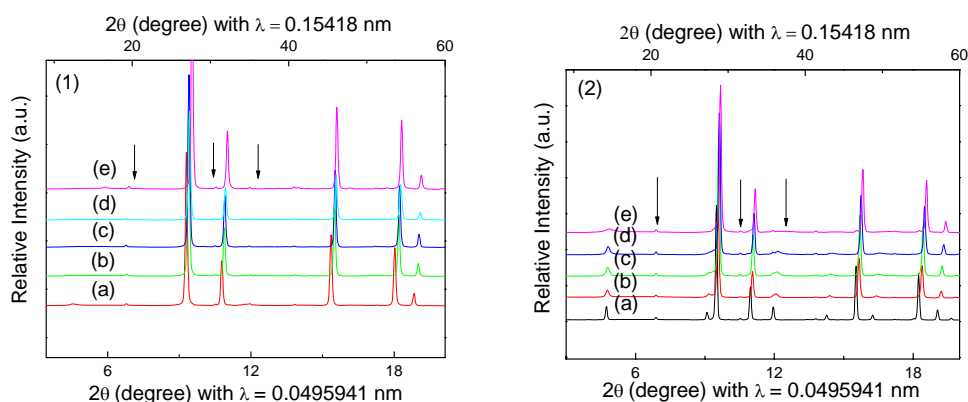 2θ (degree) with λ = 0.15418 nm
20 40 60
(1)
Relative Intensity (a.u.)
(e)
(d)
(c)
(b)
(a)
6 12 18
2θ (degree) with λ = 0.0495941 nm
2θ (degree) with λ = 0.15418 nm
20 40 60
(2)
Relative Intensity (a.u.)
(e)
(d)
(c)
(b)
(a)
6 12 18
2θ (degree) with λ = 0.0495941 nm